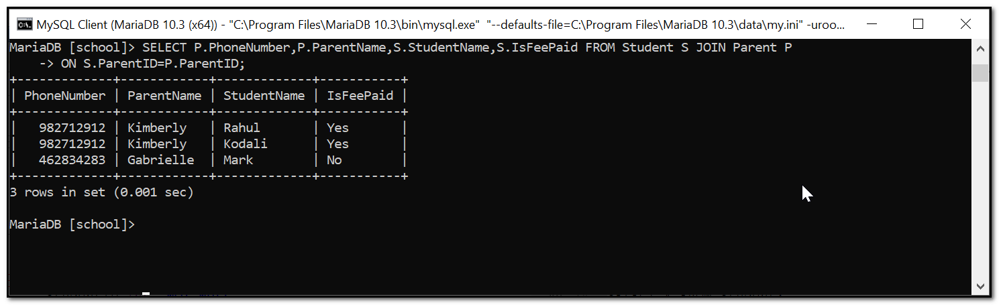 MySQL Client (MariaDB 10.3 (x64)) - "C:\Program Files\MariaDB 10.3\bin\mysql.exe"  "--defaults-file=C:\Program Files\MariaDB 10.3\data\my.ini" -uroo...
MariaDB [school]> SELECT P.PhoneNumber,P.ParentName,S.StudentName,S.IsFeePaid FROM Student S JOIN Parent P
    -> ON S.ParentID=P.ParentID;
+-------------+------------+-------------+-----------+
| PhoneNumber | ParentName | StudentName | IsFeePaid |
+-------------+------------+-------------+-----------+
|   982712912 | Kimberly   | Rahul       | Yes       |
|   982712912 | Kimberly   | Kodali      | Yes       |
|   462834283 | Gabrielle  | Mark        | No        |
+-------------+------------+-------------+-----------+
3 rows in set (0.001 sec)
MariaDB [school]>